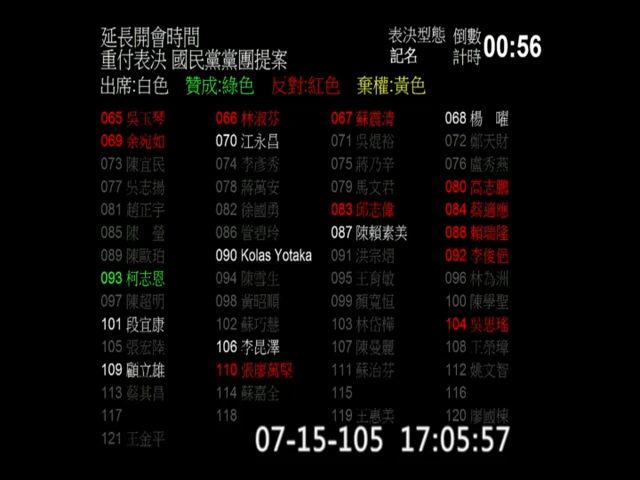 延長開會時間
重付表決 國民黨黨團提案
表決型態 記名
倒數計時 00:56
出席:白色 贊成:綠色 反對:紅色 棄權:黃色
065 吳玉琴 066 林淑芬 067 蘇震清 068 楊 曜
069 余宛如 070 江永昌 071 吳焜裕 072 鄭天財
073 陳宜民 074 李彥秀 075 蔣乃辛 076 盧秀燕
077 吳志揚 078 蔣萬安 079 馬文君 080 高志鵬
081 趙正宇 082 徐國勇 083 邱志偉 084 蔡適應
085 陳 瑩 086 管碧玲 087 陳賴素美 088 賴瑞隆
089 陳歐珀 090 Kolas Yotaka 091 洪宗熠 092 李俊俋
093 柯志恩 094 陳雪生 095 王育敏 096 林為洲
097 陳超明 098 黃昭順 099 顏寬恒 100 陳學聖
101 段宜康 102 蘇巧慧 103 林岱樺 104 吳思瑤
105 張宏陸 106 李昆澤 107 陳曼麗 108 王榮璋
109 顧立雄 110 張廖萬堅 111 蘇治芬 112 姚文智
113 蔡其昌 114 蘇嘉全 115 116
117 118 119 王惠美 120 廖國棟
121 王金平
07-15-105 17:05:57